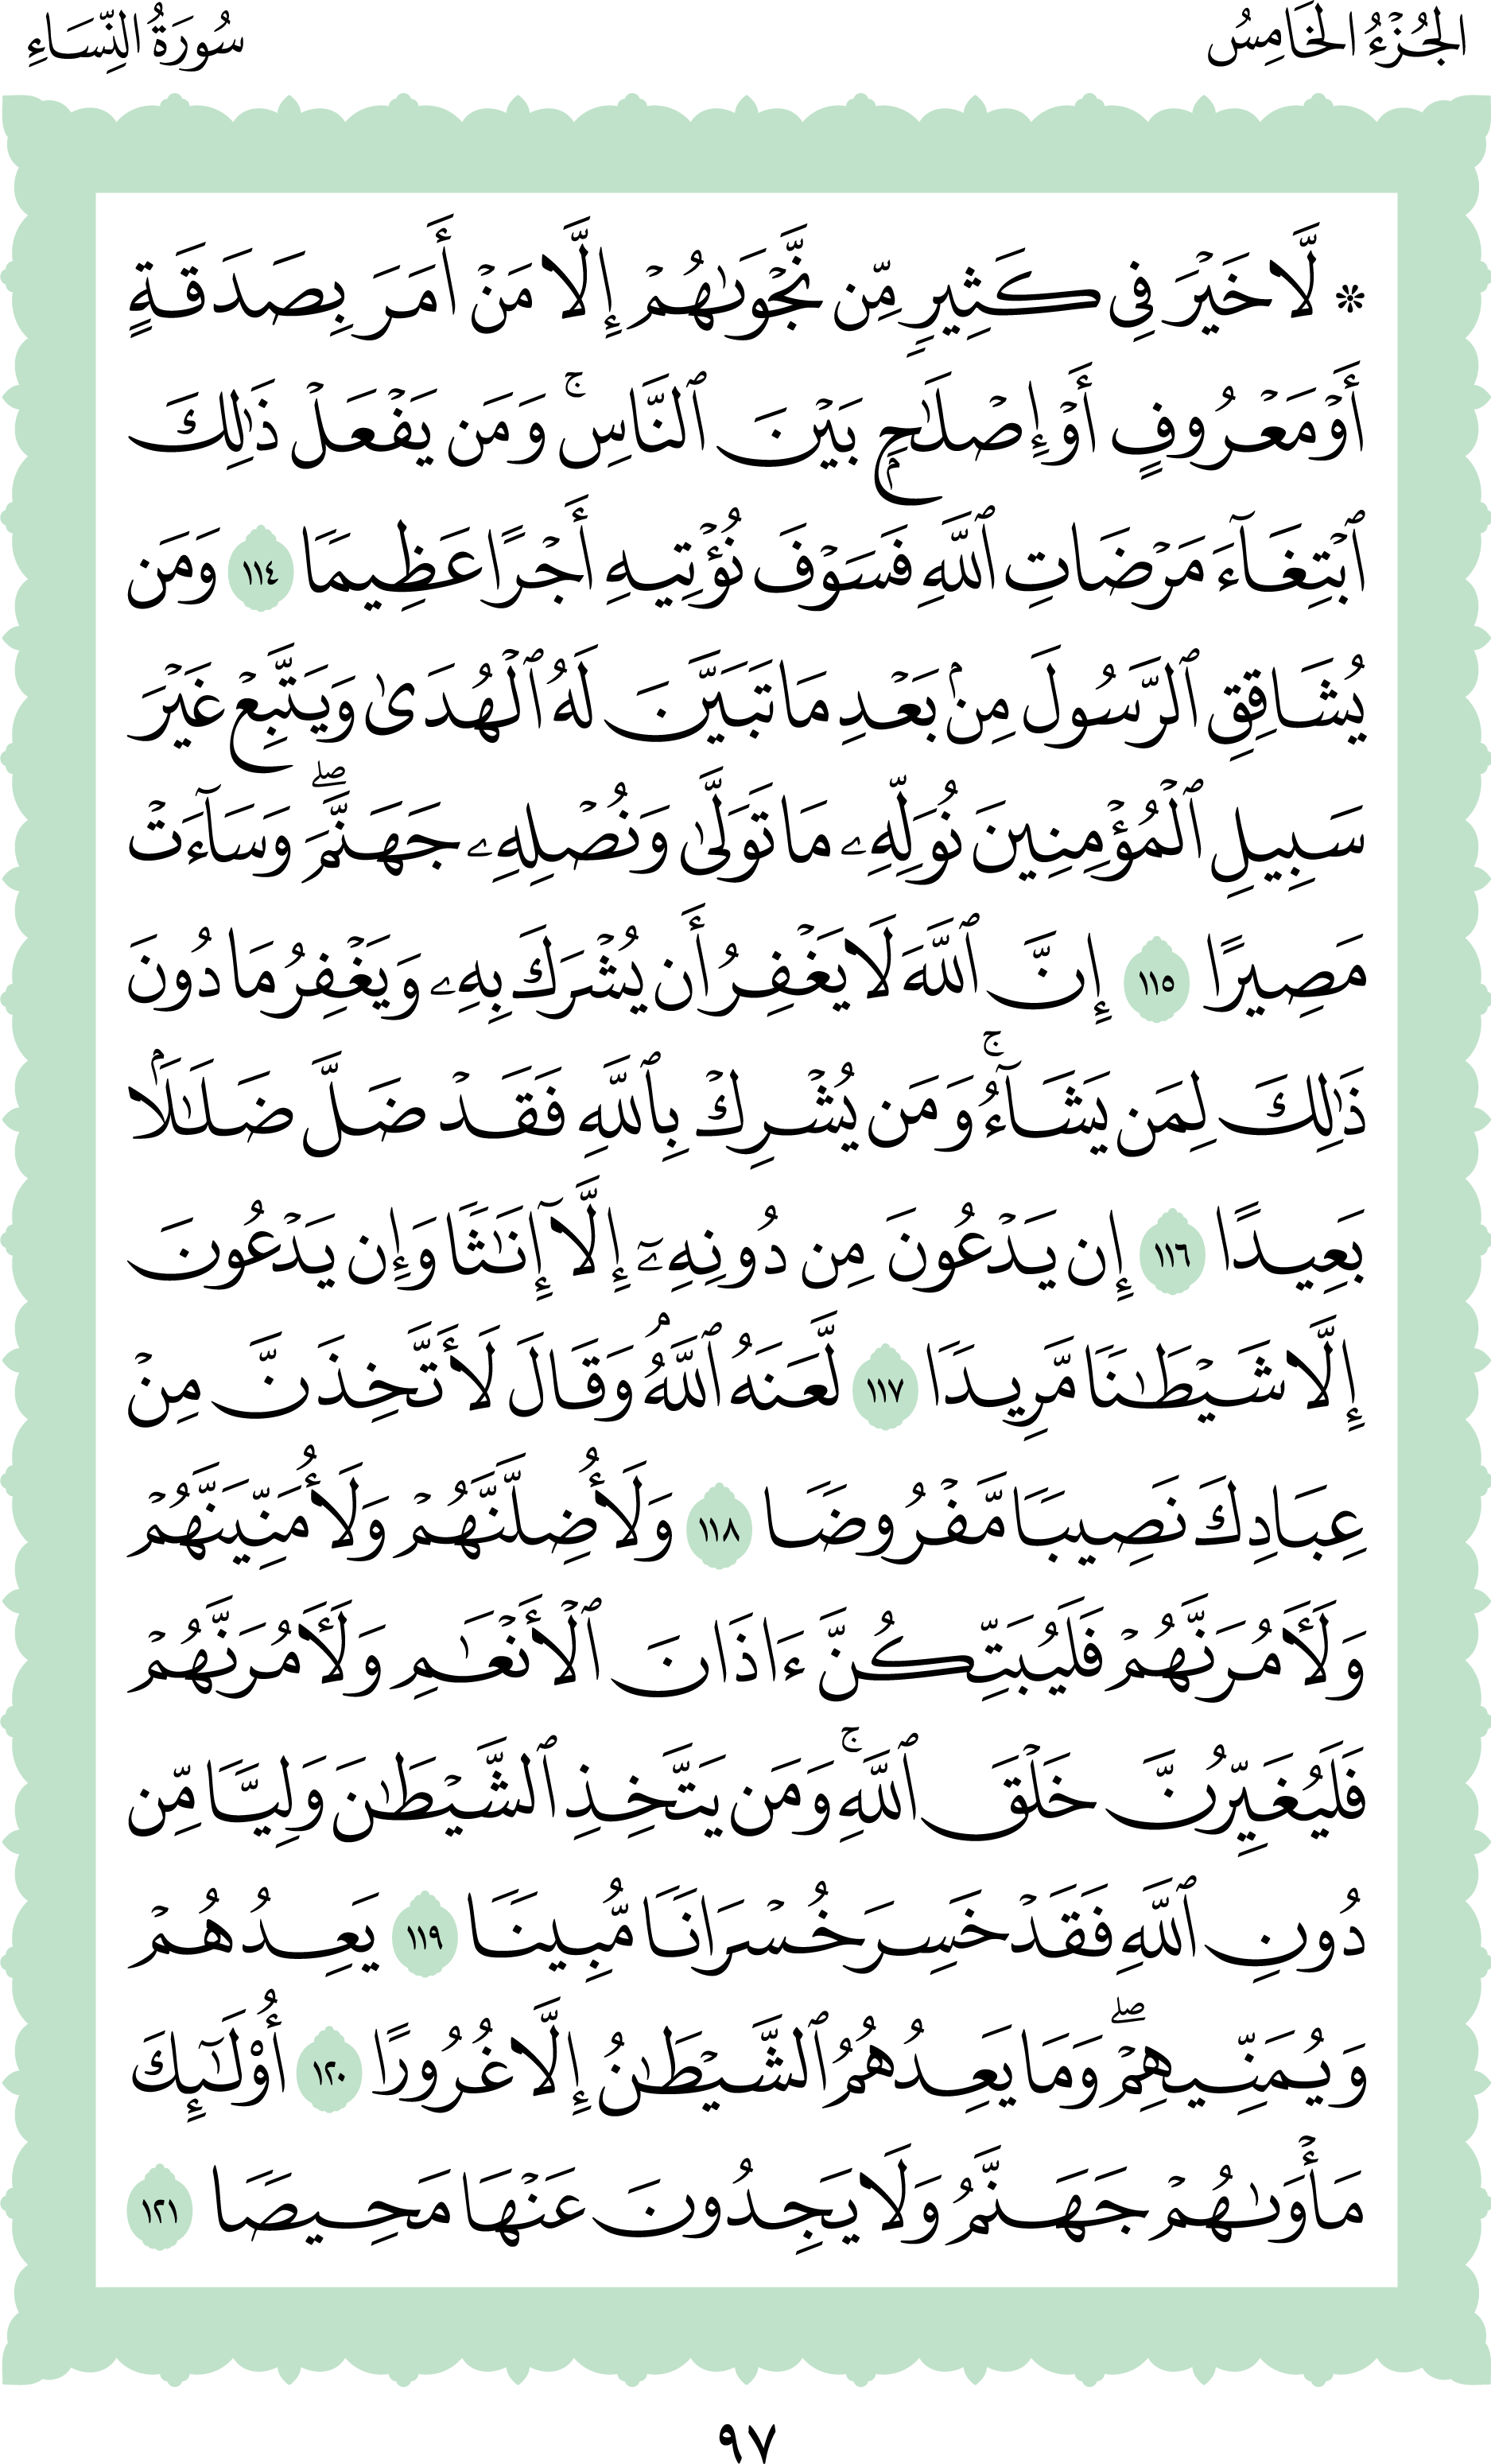 الجُزْءُ الخَامِسُ
سُورَةُ النِّسَاءِ
۞ لَّا خَيْرَ فِى كَثِيرٍ مِّن نَّجْوَىٰهُمْ إِلَّا مَنْ أَمَرَ بِصَدَقَةٍ
أَوْ مَعْرُوفٍ أَوْ إِصْلَٰحٍۭ بَيْنَ ٱلنَّاسِ ۚ وَمَن يَفْعَلْ ذَٰلِكَ
ٱبْتِغَآءَ مَرْضَاتِ ٱللَّهِ فَسَوْفَ نُؤْتِيهِ أَجْرًا عَظِيمًا ١١٤ وَمَن
يُشَاقِقِ ٱلرَّسُولَ مِنۢ بَعْدِ مَا تَبَيَّنَ لَهُ ٱلْهُدَىٰ وَيَتَّبِعْ غَيْرَ
سَبِيلِ ٱلْمُؤْمِنِينَ نُوَلِّهِۦ مَا تَوَلَّىٰ وَنُصْلِهِۦ جَهَنَّمَ ۖ وَسَآءَتْ
مَصِيرًا ١١٥ إِنَّ ٱللَّهَ لَا يَغْفِرُ أَن يُشْرَكَ بِهِۦ وَيَغْفِرُ مَا دُونَ
ذَٰلِكَ لِمَن يَشَآءُ ۚ وَمَن يُشْرِكْ بِٱللَّهِ فَقَدْ ضَلَّ ضَلَٰلًۢا
بَعِيدًا ١١٦ إِن يَدْعُونَ مِن دُونِهِۦٓ إِلَّآ إِنَٰثًا وَإِن يَدْعُونَ
إِلَّا شَيْطَٰنًا مَّرِيدًا ١١٧ لَّعَنَهُ ٱللَّهُ ۘ وَقَالَ لَأَتَّخِذَنَّ مِنْ
عِبَادِكَ نَصِيبًا مَّفْرُوضًا ١١٨ وَلَأُضِلَّنَّهُمْ وَلَأُمَنِّيَنَّهُمْ
وَلَءَامُرَنَّهُمْ فَلَيُبَتِّكُنَّ ءَاذَانَ ٱلْأَنْعَٰمِ وَلَءَامُرَنَّهُمْ
فَلَيُغَيِّرُنَّ خَلْقَ ٱللَّهِ ۚ وَمَن يَتَّخِذِ ٱلشَّيْطَٰنَ وَلِيًّا مِّن
دُونِ ٱللَّهِ فَقَدْ خَسِرَ خُسْرَانًا مُّبِينًا ١١٩ يَعِدُهُمْ
وَيُمَنِّيهِمْ ۖ وَمَا يَعِدُهُمُ ٱلشَّيْطَٰنُ إِلَّا غُرُورًا ١٢٠ أُو۟لَٰٓئِكَ
مَأْوَىٰهُمْ جَهَنَّمُ وَلَا يَجِدُونَ عَنْهَا مَحِيصًا ١٢١
٩٧